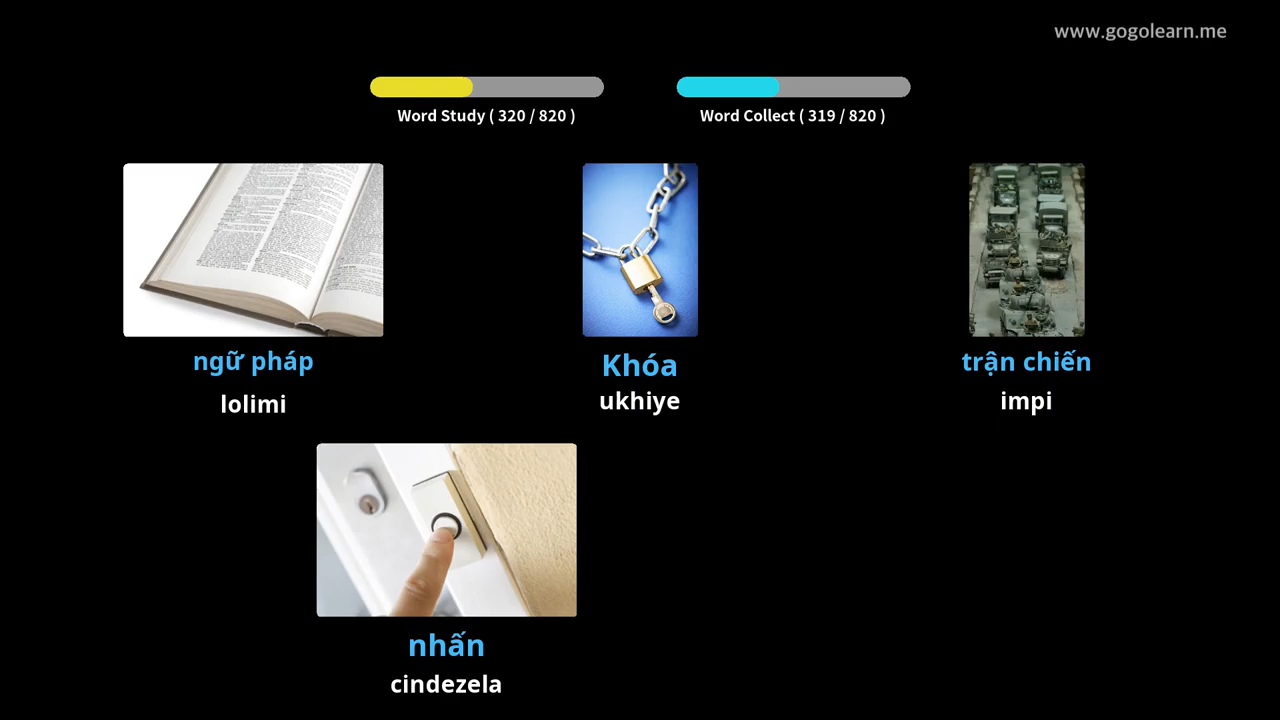 www.gogolearn.me
Word Study ( 320 / 820 )
Word Collect ( 319 / 820 )
ngữ pháp
lolimi
Khóa
ukhiye
trận chiến
impi
nhấn
cindezela